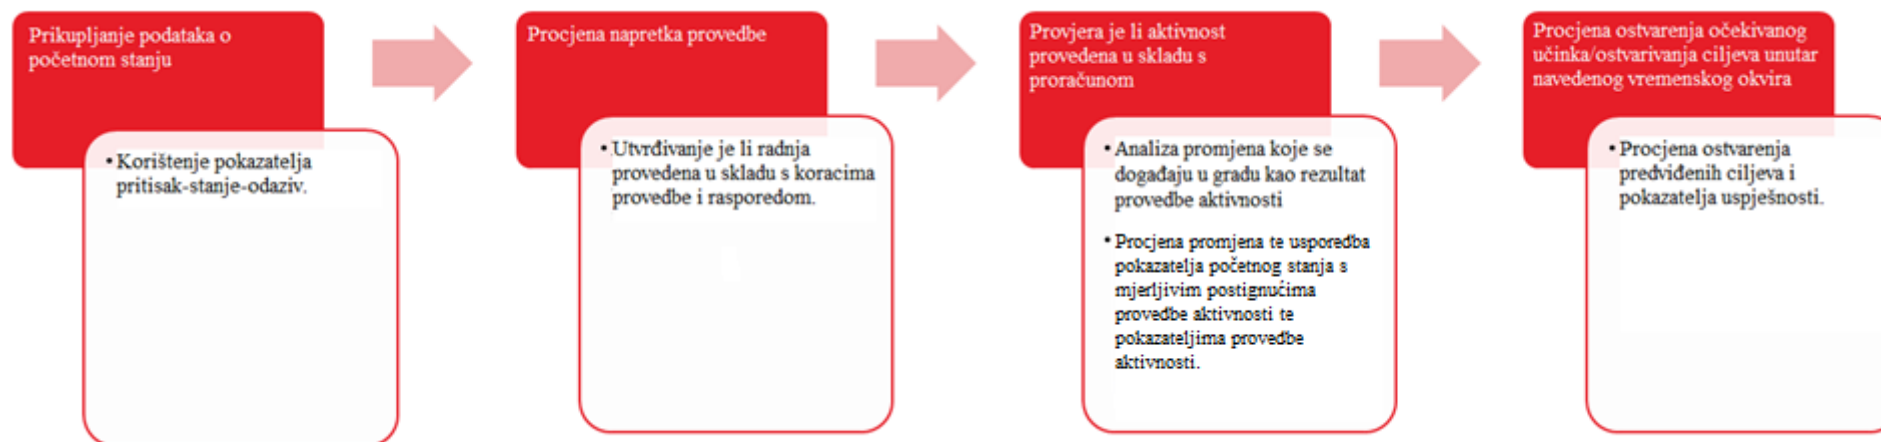 Prikupljanje podataka o
početnom stanju
• Korištenje pokazatelja
pritisak-stanje-odaziv.
Procjena napretka provedbe
• Utvrđivanje je li radnja
provedena u skladu s koracima
provedbe i rasporedom.
Provjera je li aktivnost
provedena u skladu s
proračunom
• Analiza promjena koje se
događaju u gradu kao rezultat
provedbe aktivnosti
• Procjena promjena te usporedba
pokazatelja početnog stanja s
mjerljivim postignućima
provedbe aktivnosti te
pokazateljima provedbe
aktivnosti.
Procjena ostvarenja očekivanog
učinka/ostvarivanja ciljeva unutar
navedenog vremenskog okvira
• Procjena ostvarenja
predviđenih ciljeva i
pokazatelja uspješnosti.